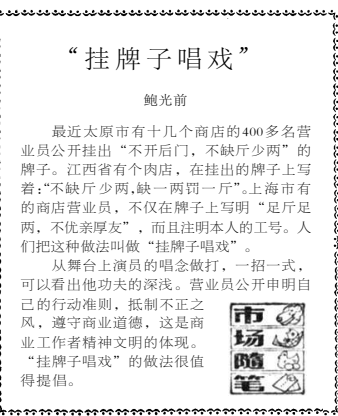 “挂牌子唱戏”
鲍光前
最近太原市有十几个商店的400多名营
业员公开挂出“不开后门，不缺斤少两”的
牌子。江西省有个肉店，在挂出的牌子上写
着：“不缺斤少两，缺一两罚一斤”。上海市有
的商店营业员，不仅在牌子上写明“足斤足
两，不优亲厚友”，而且注明本人的工号。人
们把这种做法叫做“挂牌子唱戏”。
从舞台上演员的唱念做打，一招一式，
可以看出他功夫的深浅。营业员公开申明自
己的行动准则，抵制不正之
风，遵守商业道德，这是商
业工作者精神文明的体现。
“挂牌子唱戏”的做法很值
得提倡。
市
场
随
笔